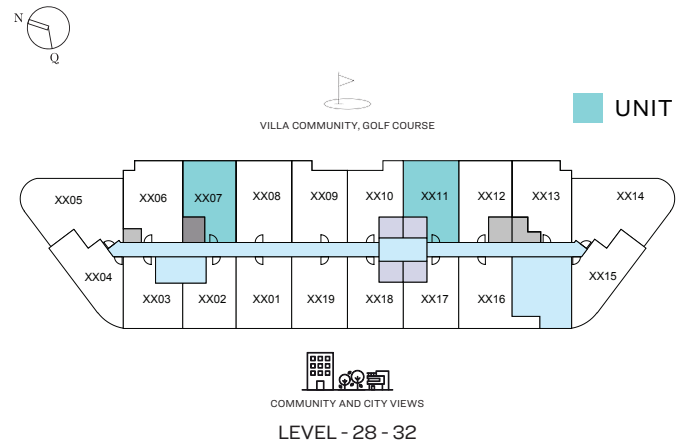 N
Q
VILLA COMMUNITY, GOLF COURSE
UNIT
XX05
XX06
XX07
XX08
XX09
XX10
XX11
XX12
XX13
XX14
XX04
XX03
XX02
XX01
XX19
XX18
XX17
XX16
XX15
COMMUNITY AND CITY VIEWS
LEVEL - 28 - 32